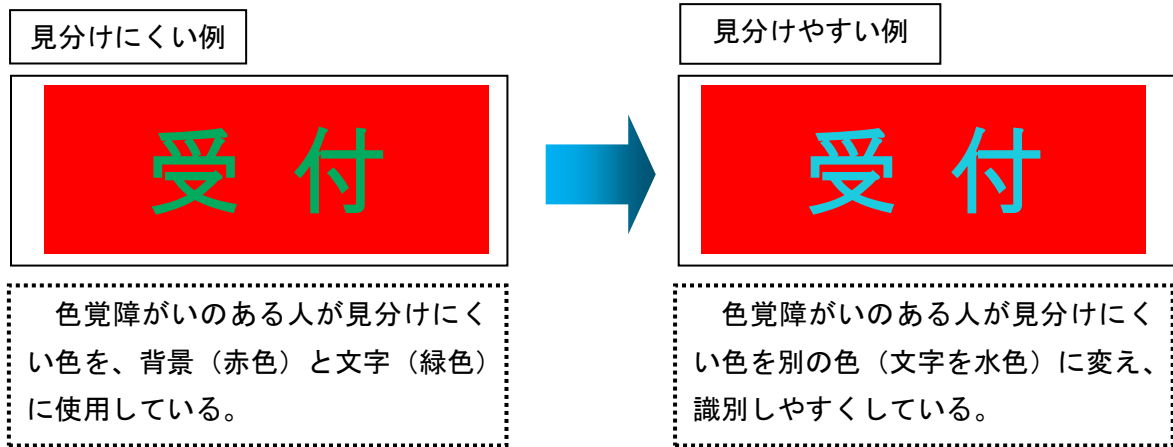 見分けにくい例
受 付
色覚障がいのある人が見分けにく
い色を、背景（赤色）と文字（緑色）
に使用している。
見分けやすい例
受 付
色覚障がいのある人が見分けにく
い色を別の色（文字を水色）に変え、
識別しやすくしている。